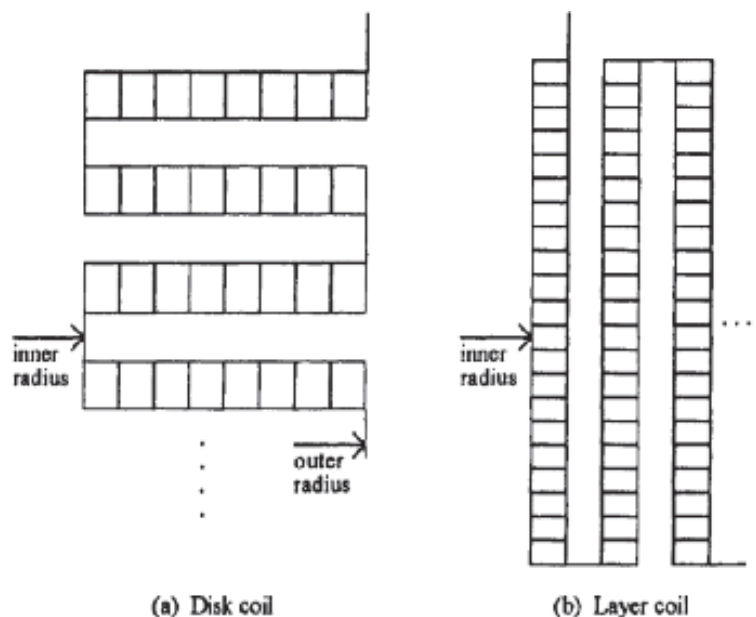 inner
radius
outer
radius
(a) Disk coil
inner
radius
...
(b) Layer coil